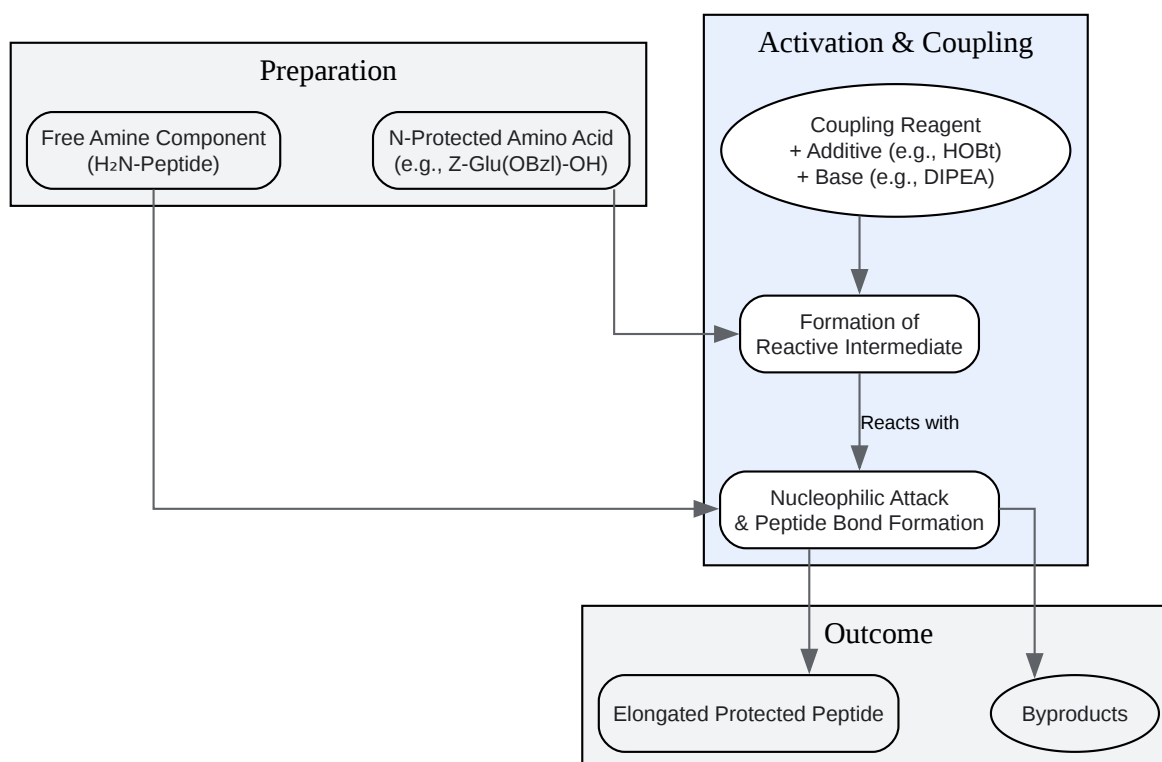 Preparation
Free Amine Component
(H₂N-Peptide)
N-Protected Amino Acid
(e.g., Z-Glu(OBzl)-OH)
Activation & Coupling
Coupling Reagent
+ Additive (e.g., HOBt)
+ Base (e.g., DIPEA)
Formation of
Reactive Intermediate
Reacts with
Nucleophilic Attack
& Peptide Bond Formation
Outcome
Elongated Protected Peptide
Byproducts